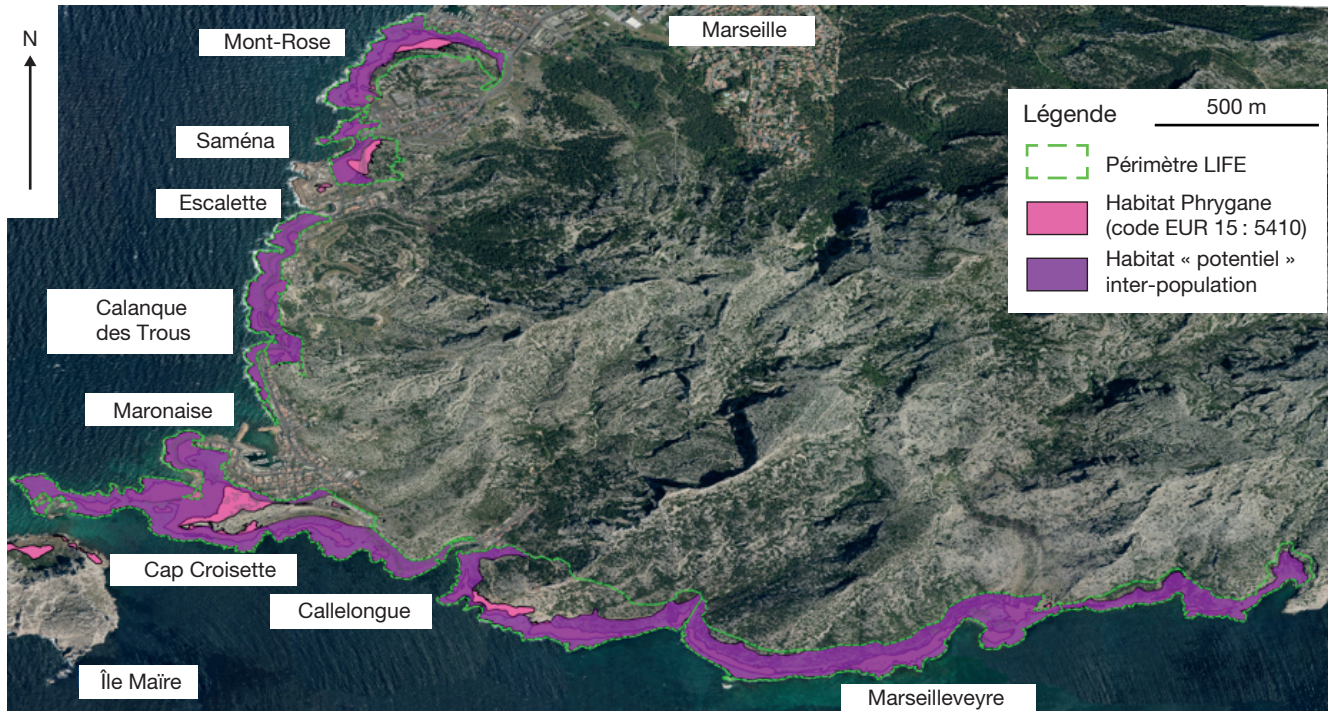 N
Mont-Rose
Marseille
Saména
Escalette
Calanque
des Trous
Maronaise
Cap Croisette
Callelongue
Île Maïre
Marseilleveyre
Légende
500 m
Périmètre LIFE
Habitat Phrygane
(code EUR 15 : 5410)
Habitat « potentiel »
inter-population